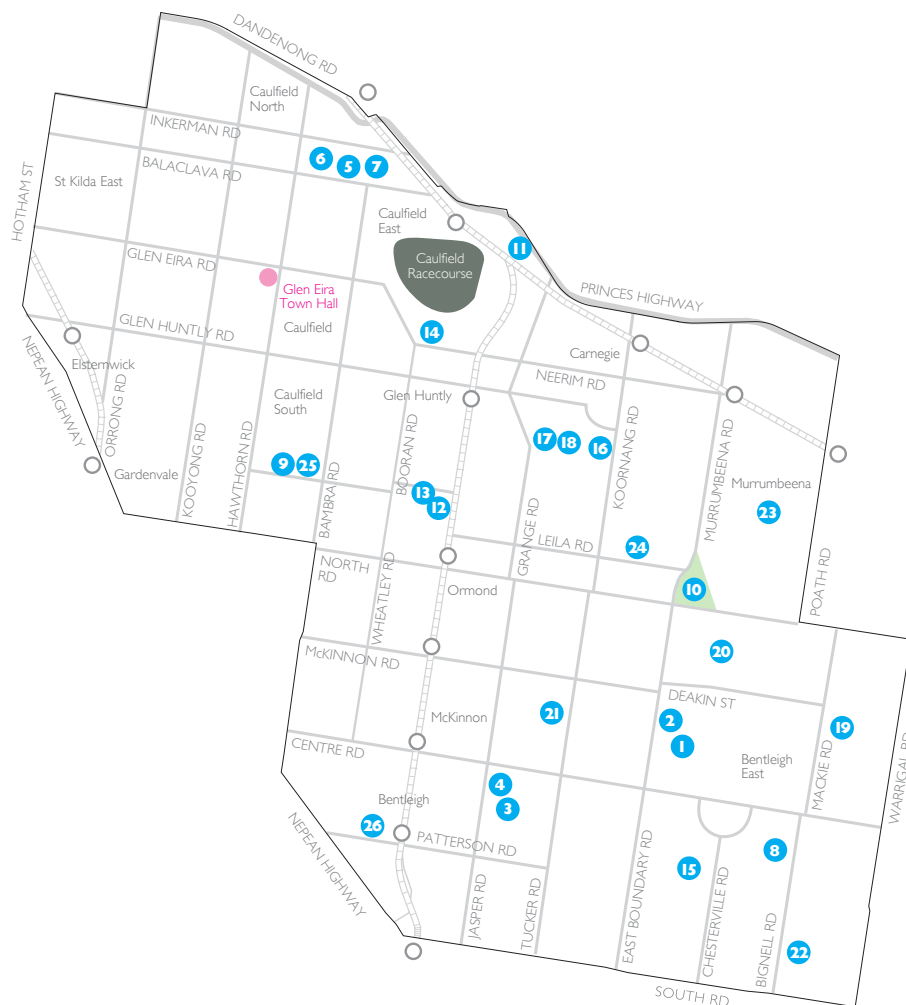 DANDENONG RD
Caulfield
North
INKERMAN RD
6
5
7
BALACLAVA RD
St Kilda East
HOTHAM ST
Caulfield
East
11
Caulfield
Racecourse
GLEN EIRA RD
PRINCES HIGHWAY
Glen Eira
Town Hall
GLEN HUNTLY RD
Caulfield
14
Carnegie
NEPEAN HIGHWAY
Elsternwick
NEERIM RD
ORRONG RD
Caulfield
South
Glen Huntly
KOOYONG RD
HAWTHORN RD
BAMBRA RD
BOORAN RD
17
18
16
KOORNANG RD
MURRUMBEENA RD
Gardenvale
9
25
Murrumbeena
13
12
23
GRANGE RD
LEILA RD
24
NORTH
RD
WHEATLEY RD
Ormond
10
POATH RD
McKINNON RD
20
DEAKIN ST
McKinnon
21
2
19
1
CENTRE RD
Bentleigh
East
MACKIE RD
WARRIGAL RD
4
3
Bentleigh
26
PATTERSON RD
NEPEAN HIGHWAY
8
15
JASPER RD
TUCKER RD
EAST BOUNDARY RD
CHESTERVILLE RD
BIGNELL RD
22
SOUTH RD